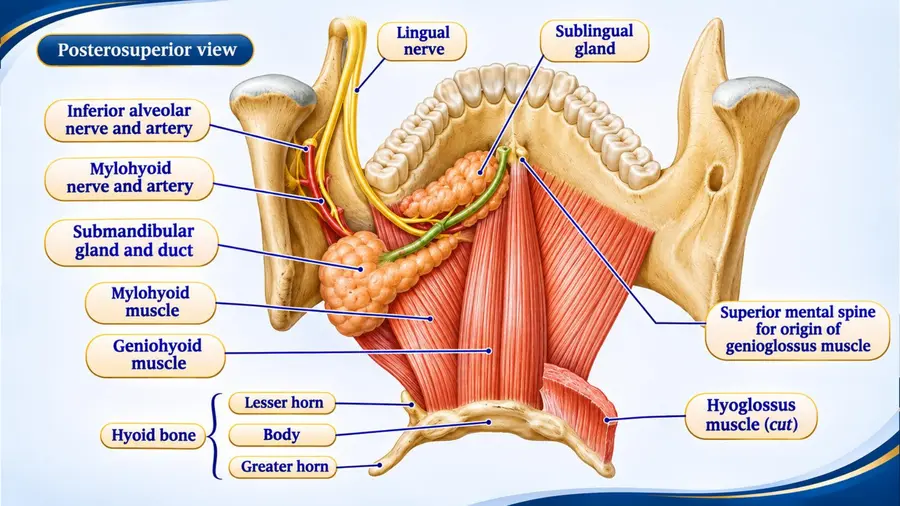 Posterosuperior view
Lingual
nerve
Sublingual
gland
Inferior alveolar
nerve and artery
Mylohyoid
nerve and artery
Submandibular
gland and duct
Mylohyoid
muscle
Geniohyoid
muscle
Hyoid bone
Lesser horn
Body
Greater horn
Superior mental spine
for origin of
genioglossus muscle
Hyoglossus
muscle (cut)